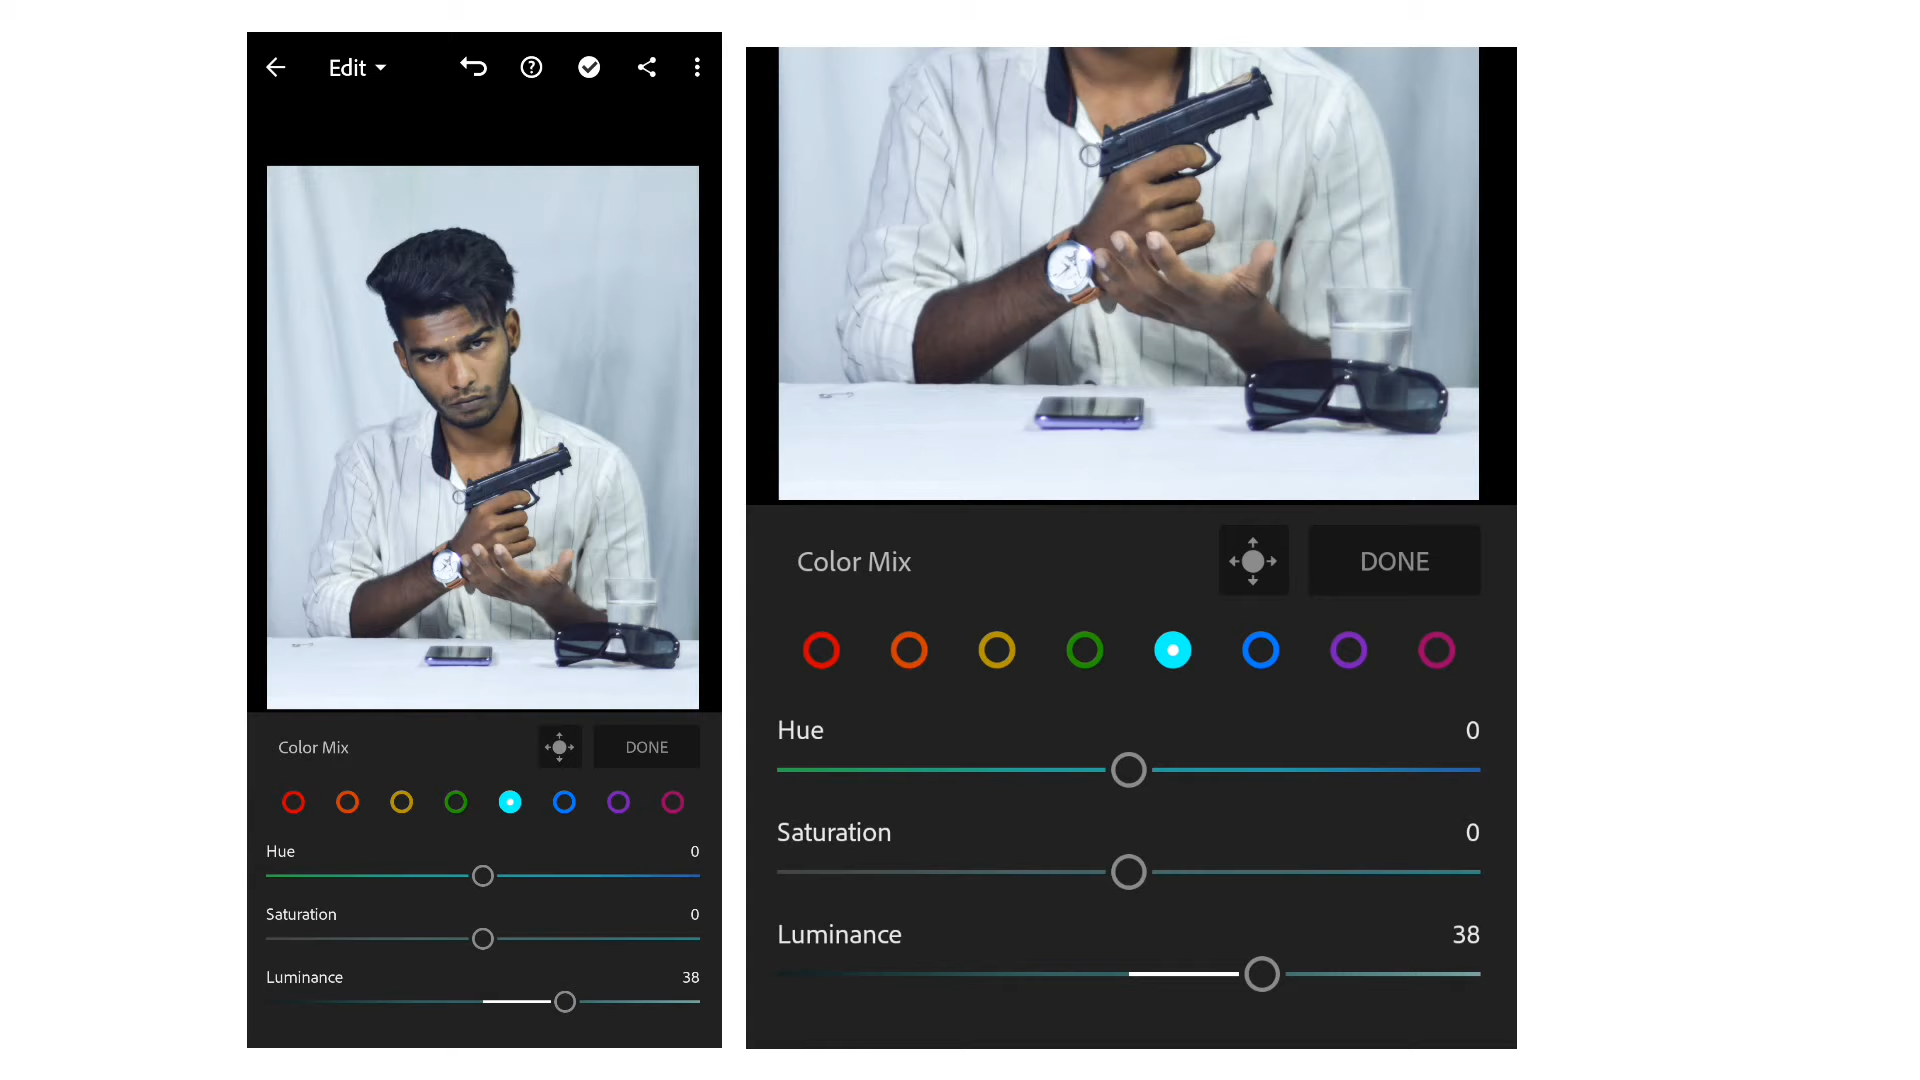 Edit
Color Mix
DONE
Hue
0
Saturation
0
Luminance
38
Color Mix
DONE
Hue
0
Saturation
0
Luminance
38